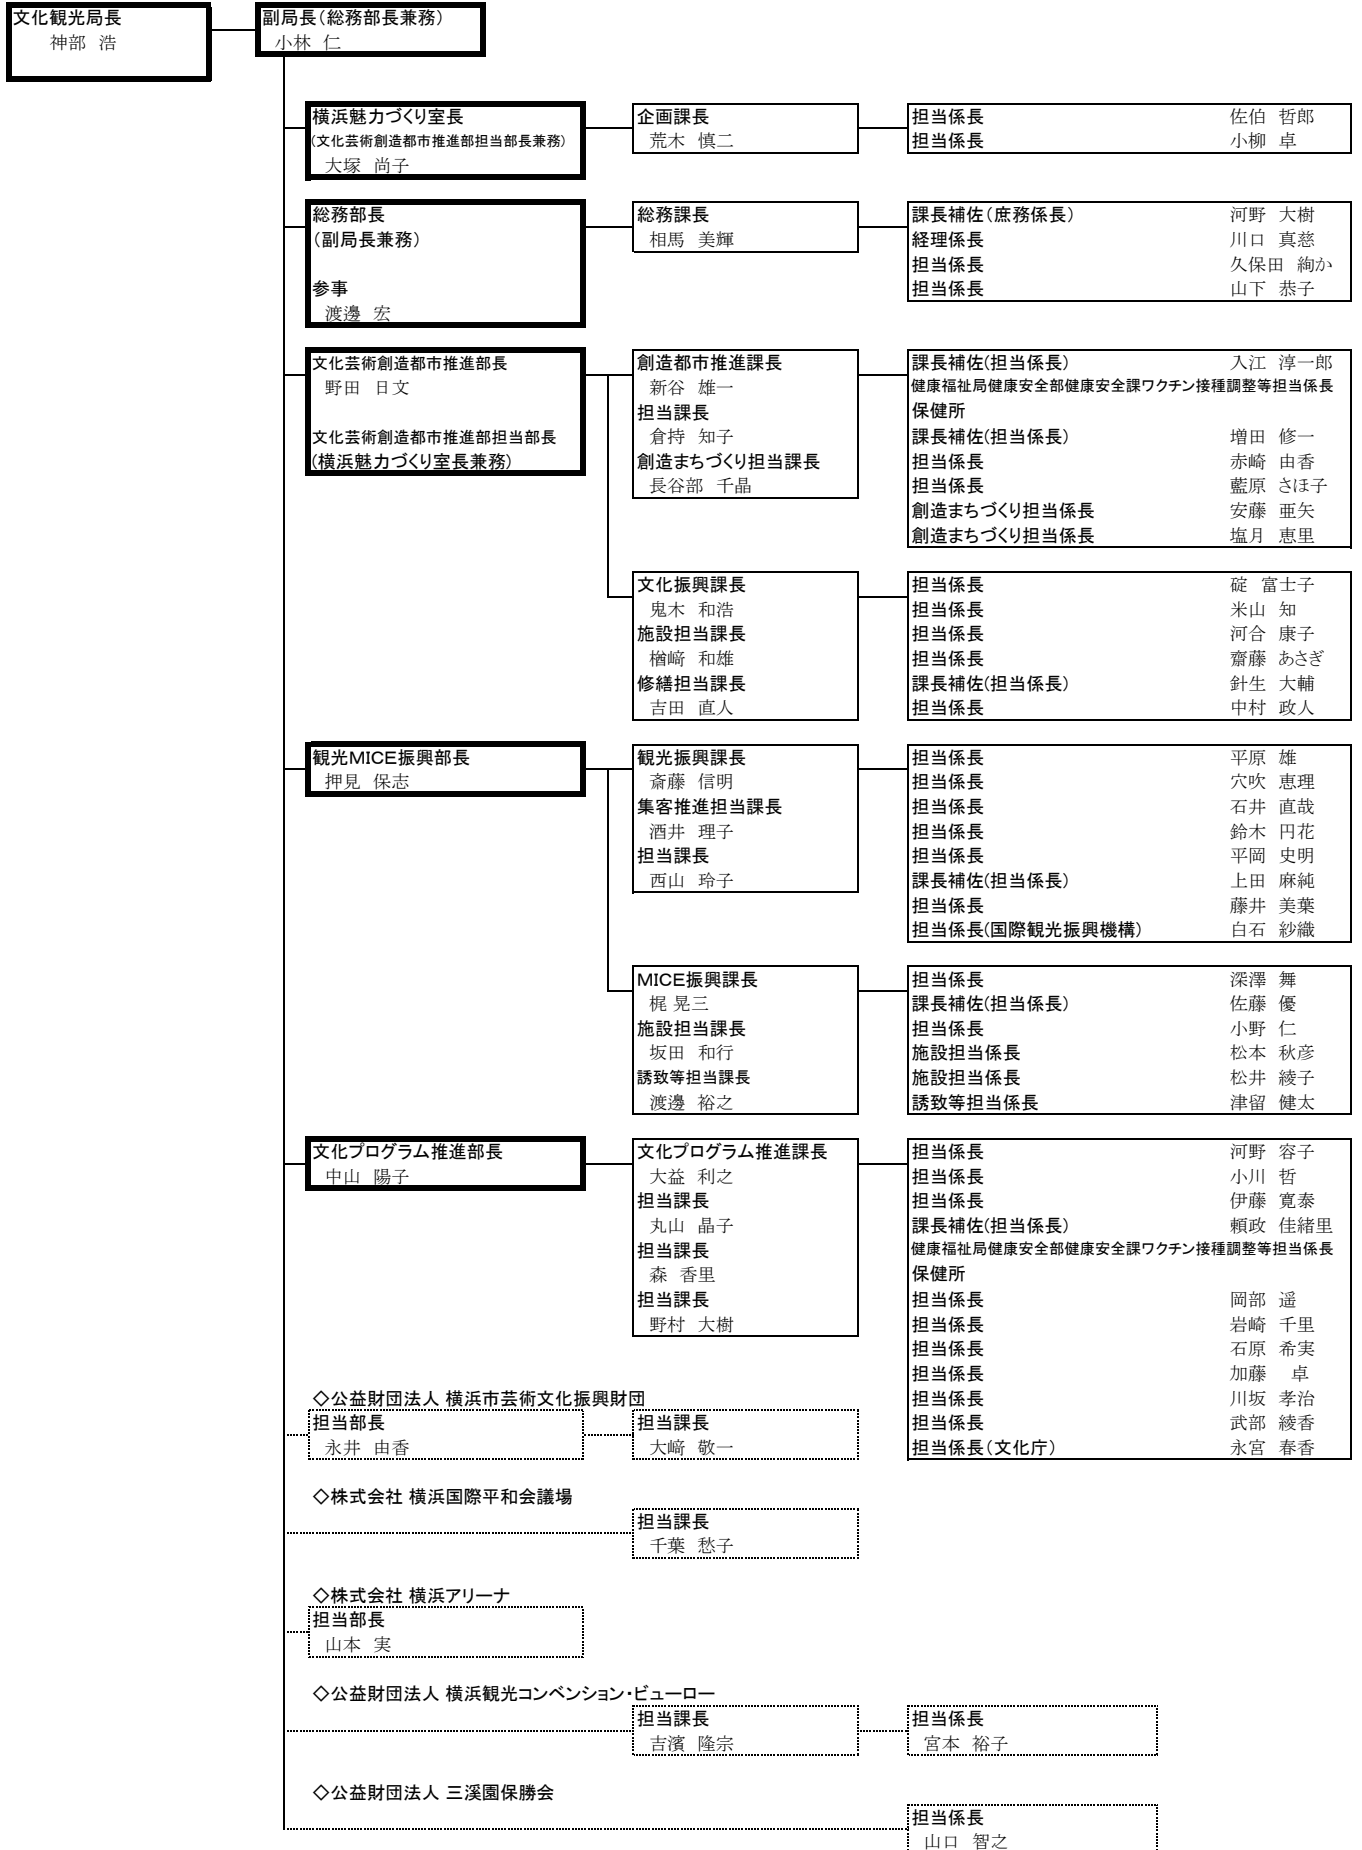 文化観光局長
神部 浩
副局長(総務部長兼務)
小林 仁
横浜魅力づくり室長
(文化芸術創造都市推進部担当部長兼務)
大塚 尚子
企画課長
荒木 慎二
担当係長 佐伯 哲郎
担当係長 小柳 卓
総務部長
(副局長兼務)
参事
渡邊 宏
総務課長
相馬 美輝
課長補佐(庶務係長) 河野 大樹
経理係長 川口 真慈
担当係長 久保田 絢か
担当係長 山下 恭子
文化芸術創造都市推進部長
野田 日文
文化芸術創造都市推進部担当部長
(横浜魅力づくり室長兼務)
創造都市推進課長
新谷 雄一
担当課長
倉持 知子
創造まちづくり担当課長
長谷部 千晶
課長補佐(担当係長) 入江 淳一郎
健康福祉局健康安全部健康安全課ワクチン接種調整等担当係長
保健所
課長補佐(担当係長) 増田 修一
担当係長 赤崎 由香
担当係長 藍原 さほ子
創造まちづくり担当係長 安藤 亜矢
創造まちづくり担当係長 塩月 恵里
文化振興課長
鬼木 和浩
施設担当課長
楢﨑 和雄
修繕担当課長
吉田 直人
担当係長 碇 富士子
担当係長 米山 知
担当係長 河合 康子
担当係長 齋藤 あさぎ
課長補佐(担当係長) 針生 大輔
担当係長 中村 政人
観光MICE振興部長
押見 保志
観光振興課長
斎藤 信明
集客推進担当課長
酒井 理子
担当課長
西山 玲子
担当係長 平原 雄
担当係長 穴吹 恵理
担当係長 石井 直哉
担当係長 鈴木 円花
担当係長 平岡 史明
課長補佐(担当係長) 上田 麻純
担当係長 藤井 美葉
担当係長(国際観光振興機構) 白石 紗織
MICE振興課長
梶 晃三
施設担当課長
坂田 和行
誘致等担当課長
渡邊 裕之
担当係長 深澤 舞
課長補佐(担当係長) 佐藤 優
担当係長 小野 仁
施設担当係長 松本 秋彦
施設担当係長 松井 綾子
誘致等担当係長 津留 健太
文化プログラム推進部長
中山 陽子
文化プログラム推進課長
大益 利之
担当課長
丸山 晶子
担当課長
森 香里
担当課長
野村 大樹
担当係長 河野 容子
担当係長 小川 哲
担当係長 伊藤 寛泰
課長補佐(担当係長) 頼政 佳緒里
健康福祉局健康安全部健康安全課ワクチン接種調整等担当係長
保健所
担当係長 岡部 遥
担当係長 岩崎 千里
担当係長 石原 希実
担当係長 加藤 卓
担当係長 川坂 孝治
担当係長 武部 綾香
担当係長(文化庁) 永宮 春香
◇公益財団法人 横浜市芸術文化振興財団
担当部長
永井 由香
担当課長
大﨑 敬一
◇株式会社 横浜国際平和会議場
担当課長
千葉 愁子
◇株式会社 横浜アリーナ
担当部長
山本 実
◇公益財団法人 横浜観光コンベンション・ビューロー
担当課長
吉濱 隆宗
担当係長
宮本 裕子
◇公益財団法人 三溪園保勝会
担当係長
山口 智之